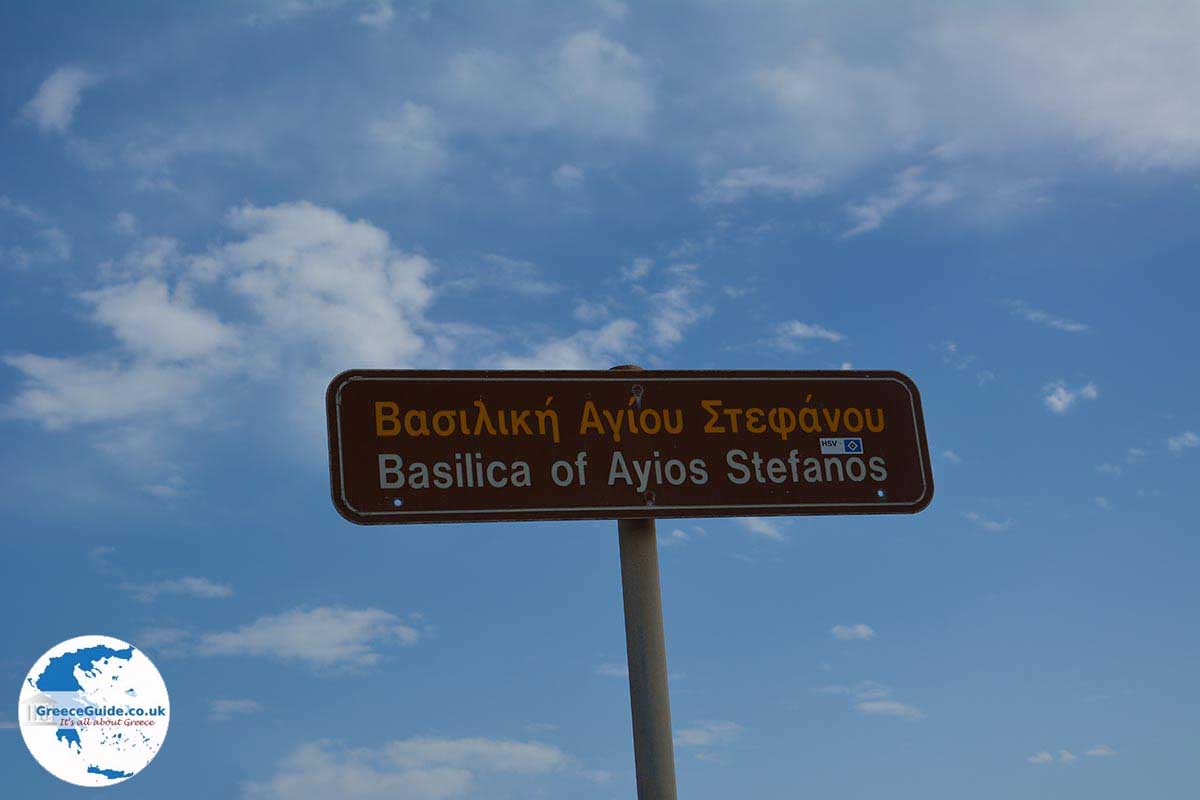 Βασιλική Αγίου Στεφάνου
HSV
Basilica of Ayios Stefanos
GreeceGuide.co.uk
It's all about Greece